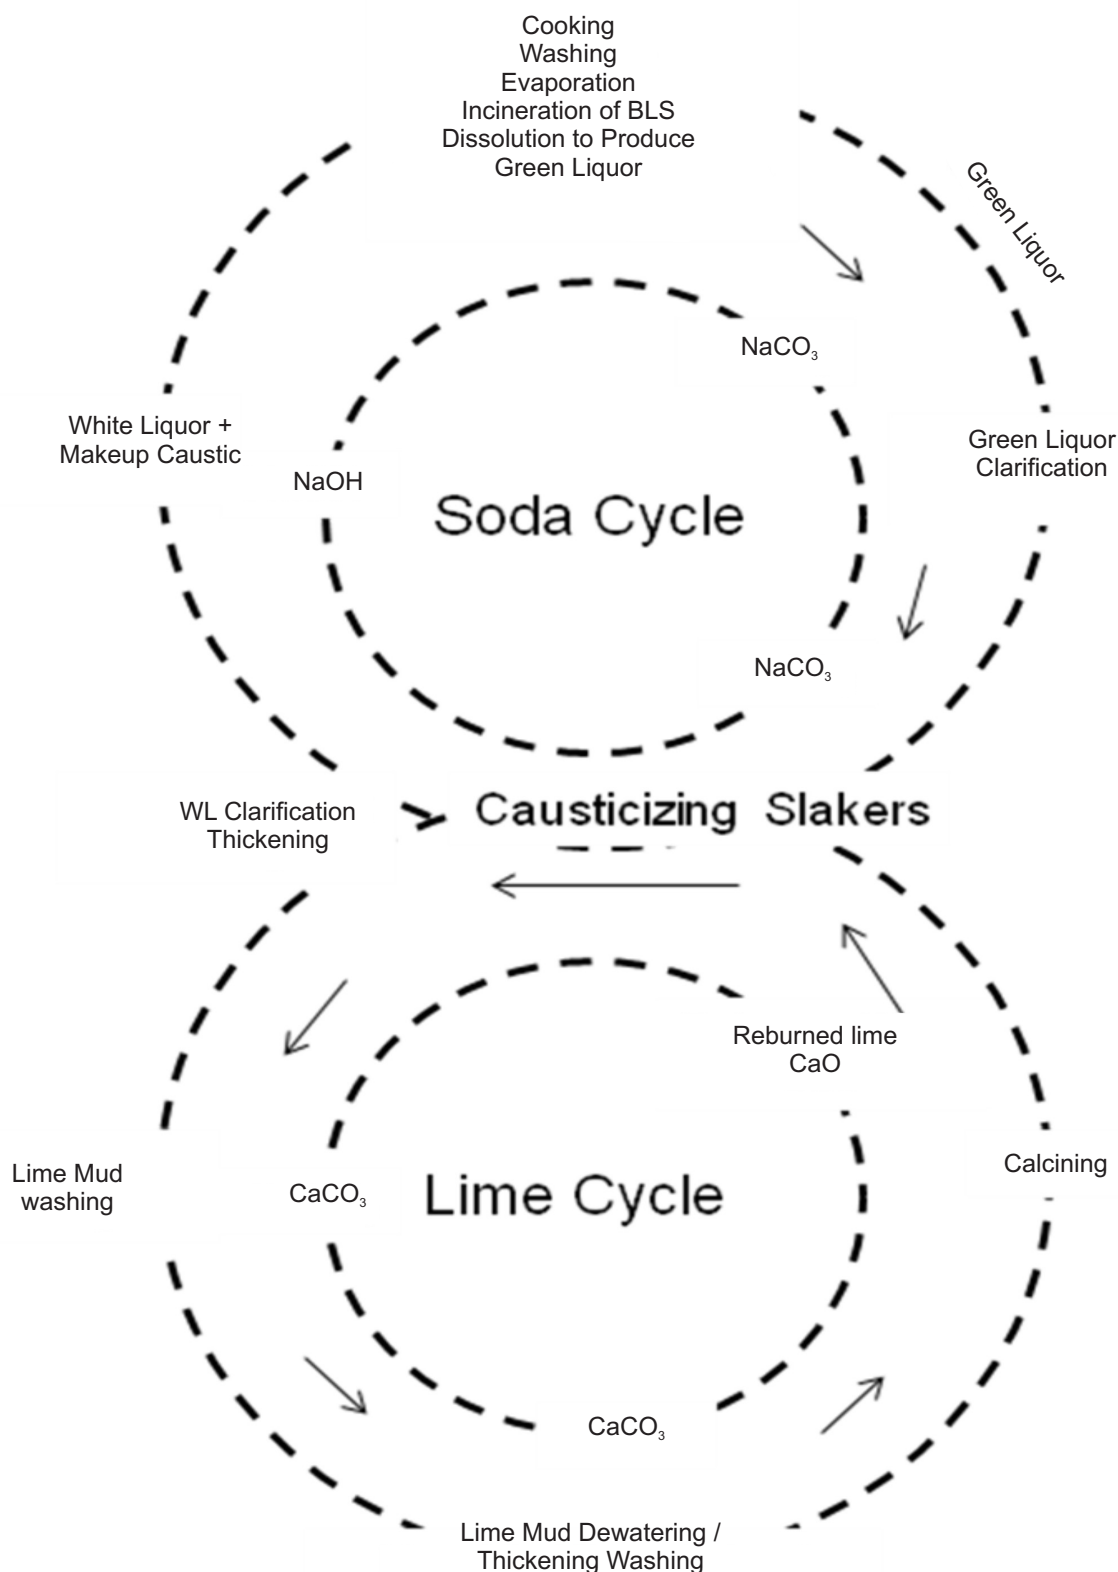 Cooking
Washing
Evaporation
Incineration of BLS
Dissolution to Produce
Green Liquor
Green Liquor
NaCO₃
White Liquor +
Makeup Caustic
Green Liquor
Clarification
NaOH
Soda Cycle
NaCO₃
WL Clarification
Thickening
Causticizing Slakers
Reburned lime
CaO
Lime Mud
washing
CaCO₃
Lime Cycle
Calcining
CaCO₃
Lime Mud Dewatering /
Thickening Washing